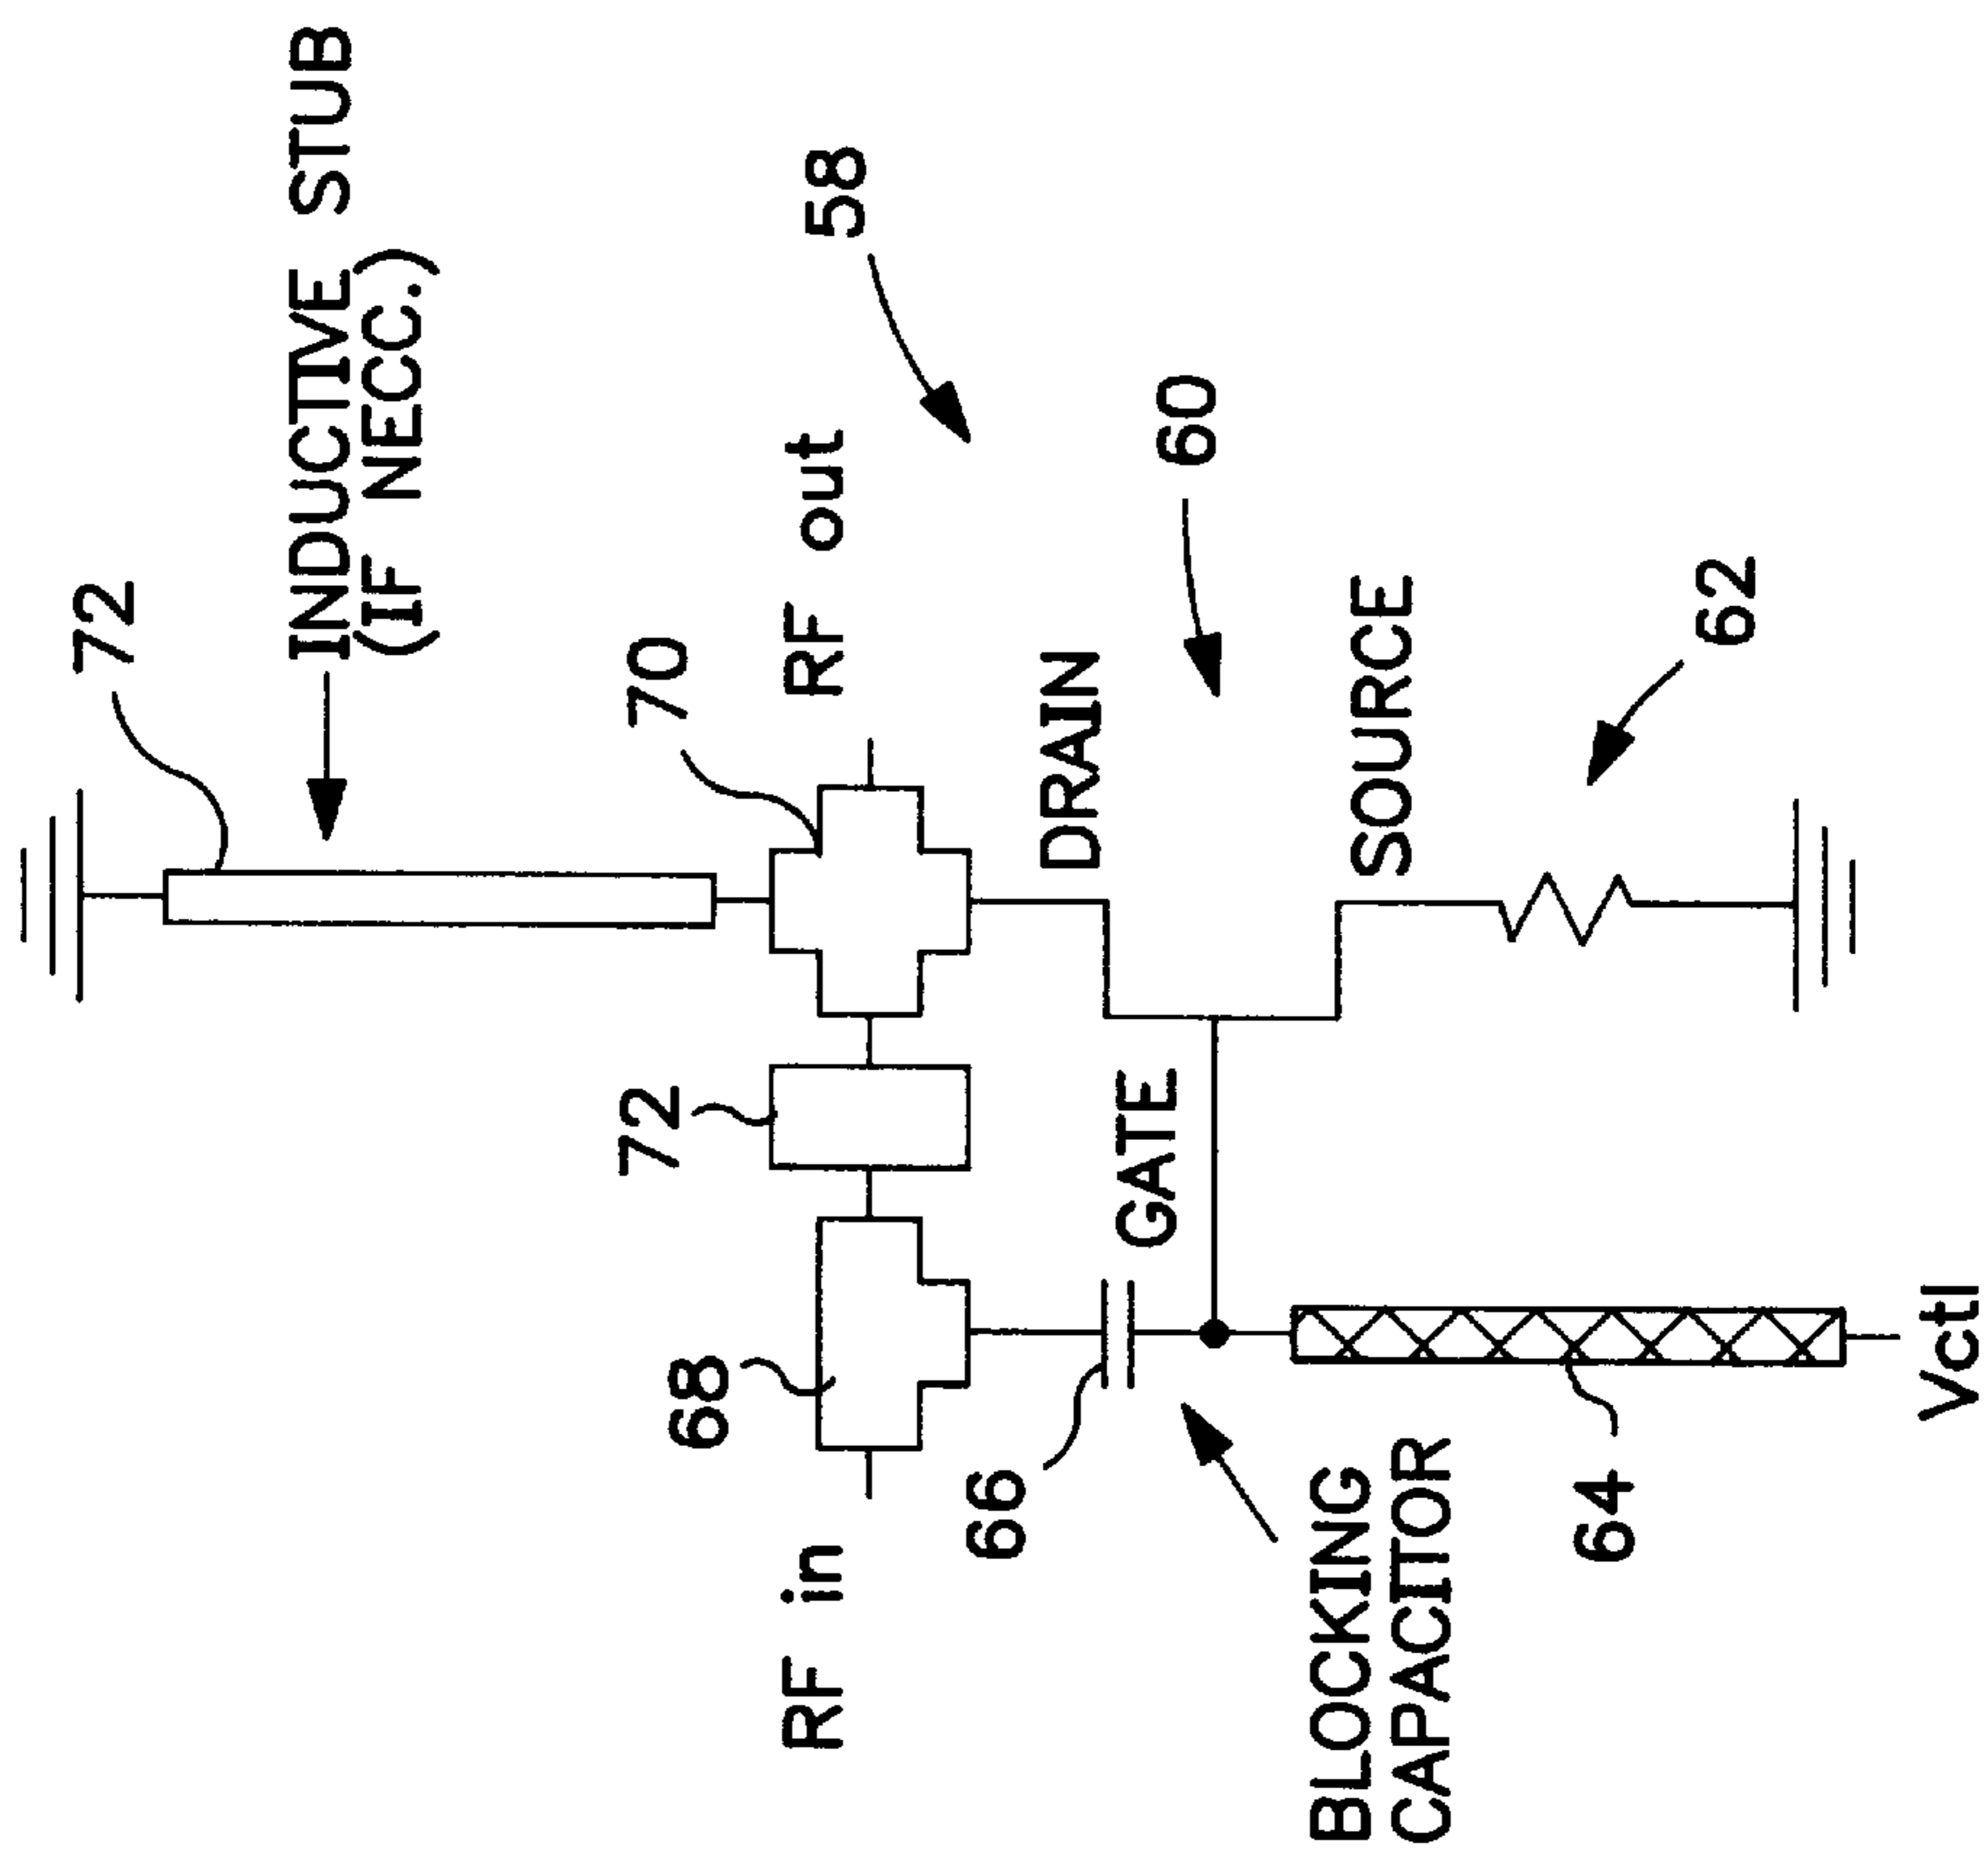 72
INDUCTIVE STUB
(IF NECC.)
70
RF out
58
72
68
RF in
DRAIN
60
GATE
66
SOURCE
62
BLOCKING
CAPACITOR
64
Vctl